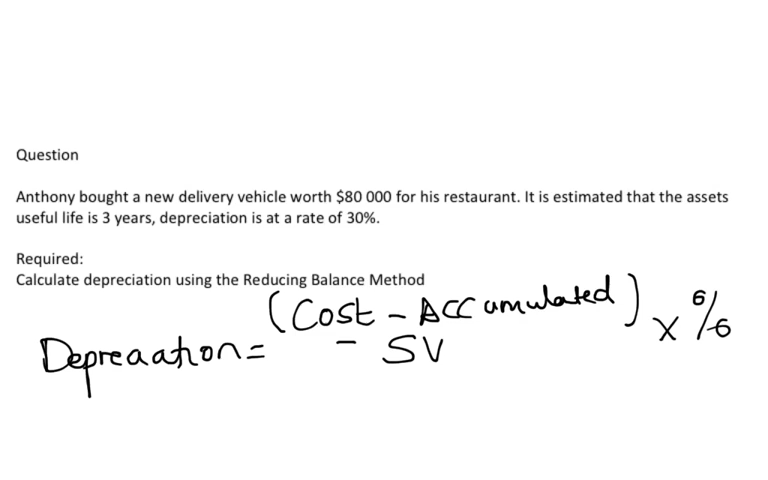 Question
Anthony bought a new delivery vehicle worth $80 000 for his restaurant. It is estimated that the assets
useful life is 3 years, depreciation is at a rate of 30%.
Required:
Calculate depreciation using the Reducing Balance Method
Depreciation = (Cost - Accumulated) x %
- SV